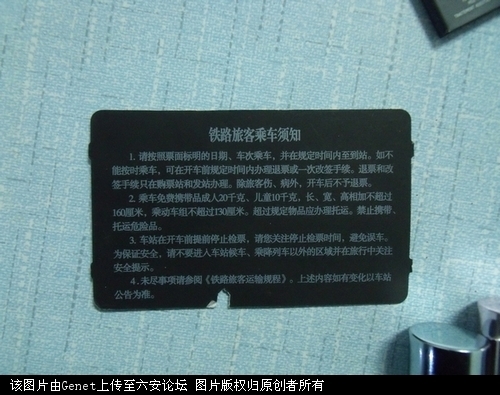 铁路旅客乘车须知
1. 请按照票面标明的日期、车次乘车，并在规定时间内至到站。如不
能按时乘车，可在开车前规定时间内办理退票或一次改签手续。退票和改
签手续只在购票站和发站办理。除旅客伤、病外，开车后不予退票。
2. 乘车免费携带品成人20千克、儿童10千克，长、宽、高相加不超过
160厘米，乘动车组不超过130厘米。超过规定物品应办理托运。禁止携带、
托运危险品。
3. 车站在开车前提前停止检票，请您关注停止检票时间，避免误车。
为保证安全，请不要进入车站候车、乘降列车以外的区域并在旅行中关注
安全提示。
4. 未尽事项请参阅《铁路旅客运输规程》。上述内容如有变化以车站
公告为准。
该图片由Genet上传至六安论坛 图片版权归原创者所有